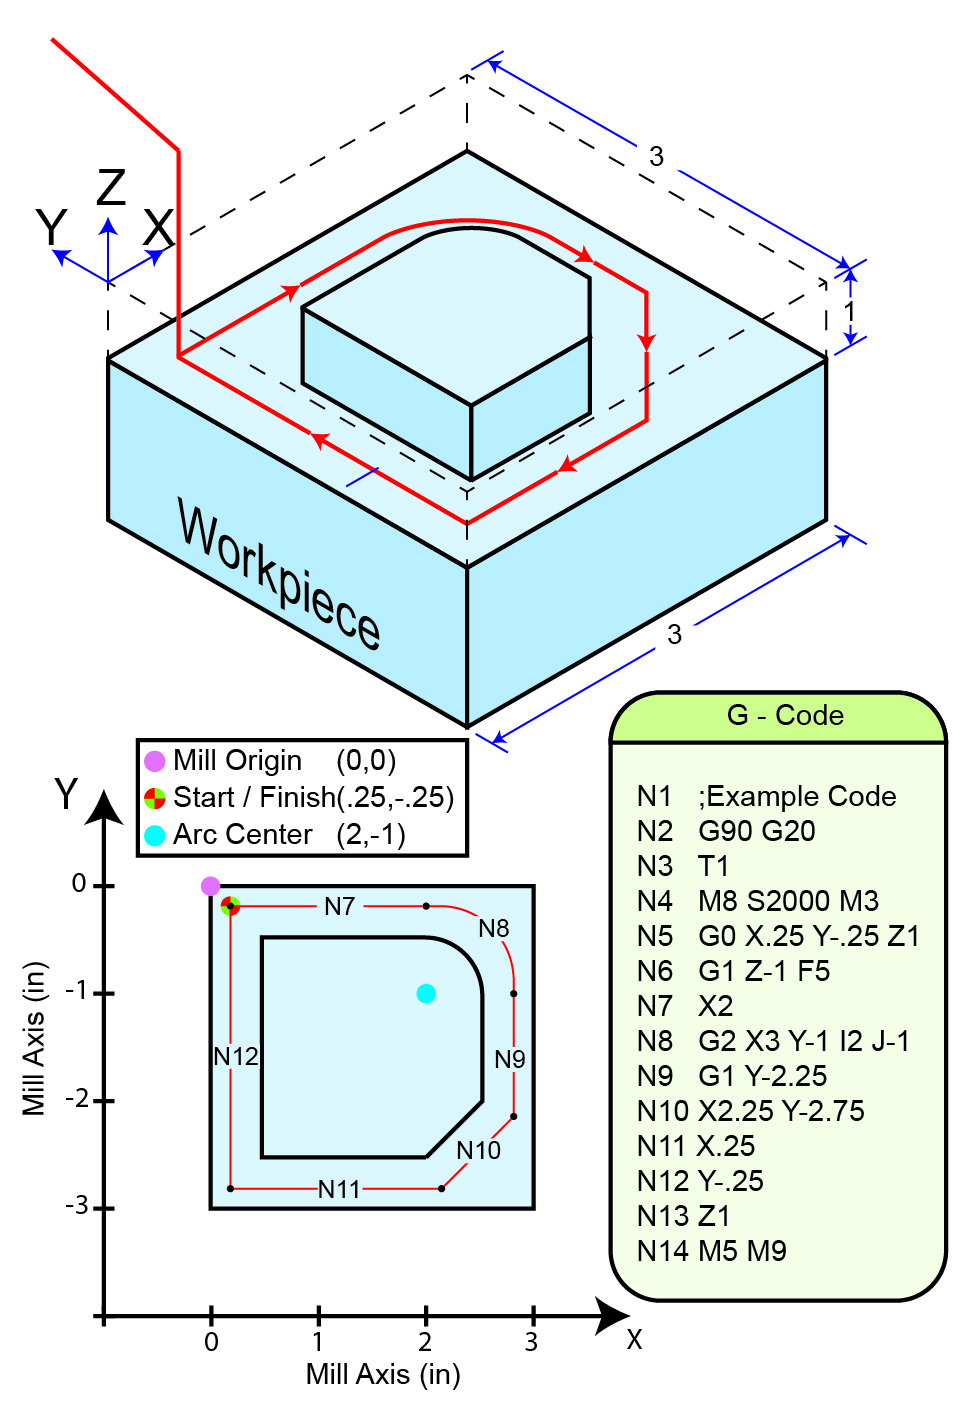 3
Z
Y X
1
Workpiece
3
G - Code
Mill Origin (0,0)
Start / Finish(.25,-.25)
Arc Center (2,-1)
N1 ;Example Code
N2 G90 G20
N3 T1
N4 M8 S2000 M3
N5 G0 X.25 Y-.25 Z1
N6 G1 Z-1 F5
N7 X2
N8 G2 X3 Y-1 I2 J-1
N9 G1 Y-2.25
N10 X2.25 Y-2.75
N11 X.25
N12 Y-.25
N13 Z1
N14 M5 M9
Y
0
-1
-2
-3
Mill Axis (in)
N7
N8
N12
N9
N10
N11
0 1 2 3
X
Mill Axis (in)